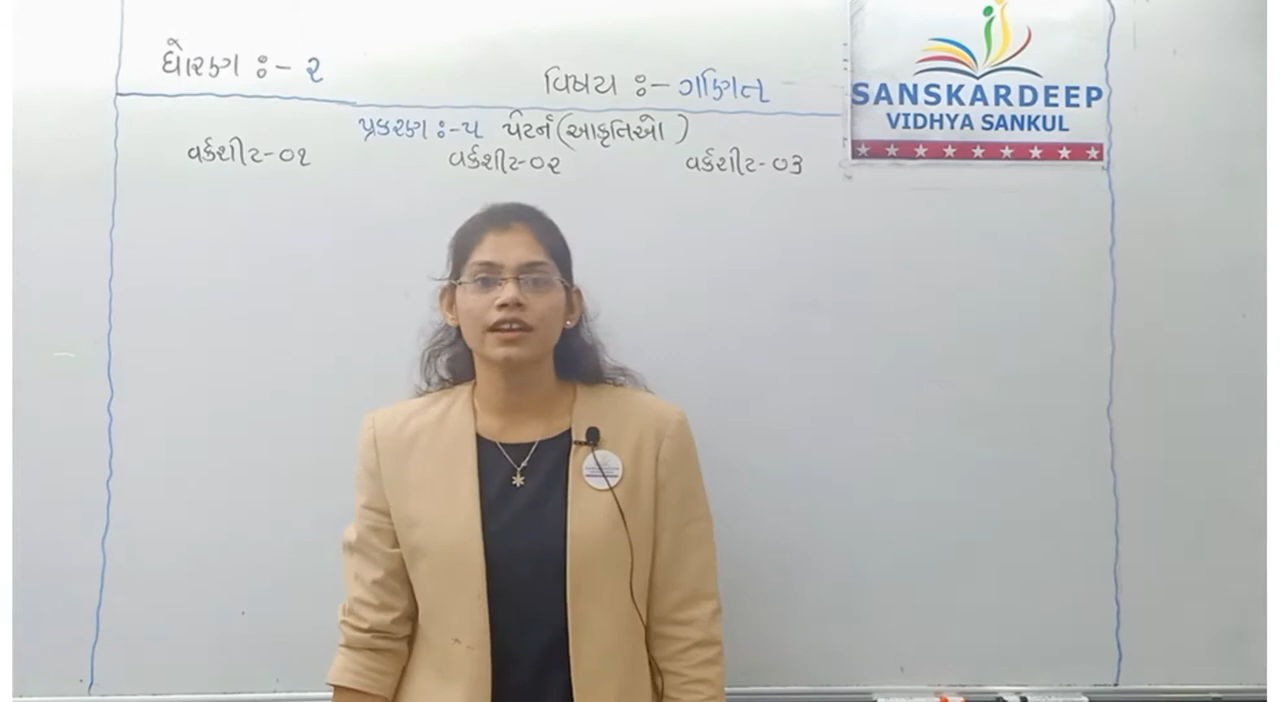 ધોરણ ઃ- ૨
વિષય ઃ- ગણિત
પ્રકરણ ઃ-૫ પેટર્ન (આકૃતિઓ )
વર્કશીટ-૦૧ વર્કશીટ-૦૨ વર્કશીટ-૦૩
SANSKARDEEP
VIDHYA SANKUL